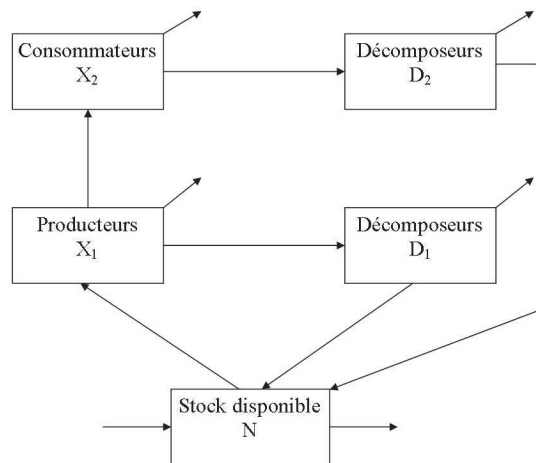 Consommateurs
X₂
Décomposeurs
D₂
Producteurs
X₁
Décomposeurs
D₁
Stock disponible
N